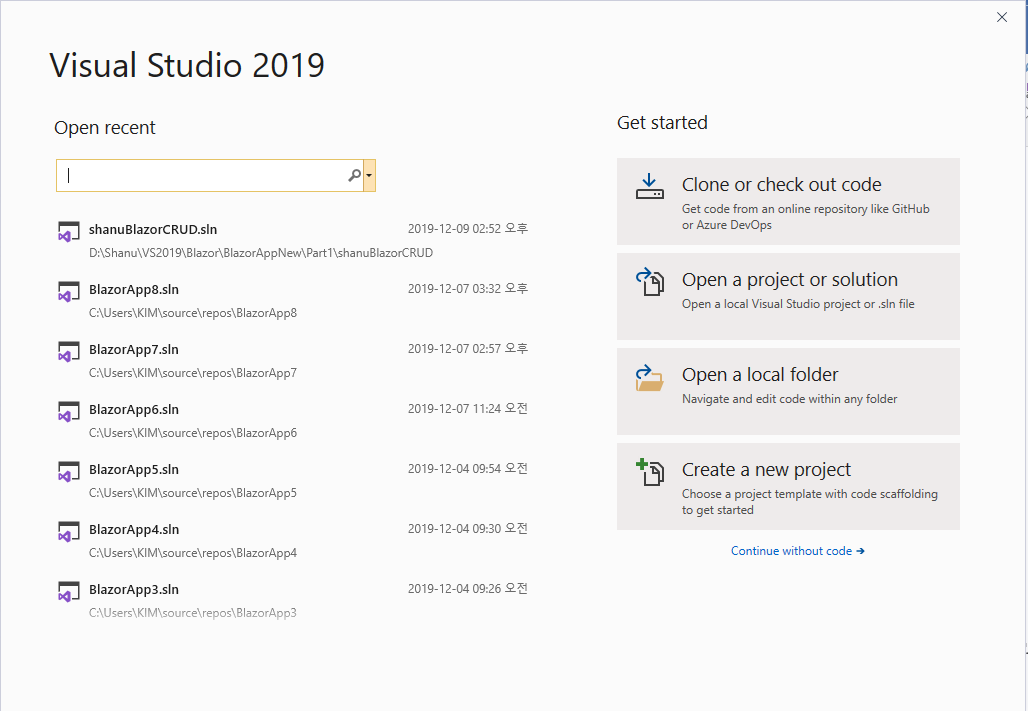 Visual Studio 2019
Open recent
shanuBlazorCRUD.sln 2019-12-09 02:52 오후
D:\Shanu\VS2019\Blazor\BlazorAppNew\Part1\shanuBlazorCRUD
BlazorApp8.sln 2019-12-07 03:32 오후
C:\Users\KIM\source\repos\BlazorApp8
BlazorApp7.sln 2019-12-07 02:57 오후
C:\Users\KIM\source\repos\BlazorApp7
BlazorApp6.sln 2019-12-07 11:24 오전
C:\Users\KIM\source\repos\BlazorApp6
BlazorApp5.sln 2019-12-04 09:54 오전
C:\Users\KIM\source\repos\BlazorApp5
BlazorApp4.sln 2019-12-04 09:30 오전
C:\Users\KIM\source\repos\BlazorApp4
BlazorApp3.sln 2019-12-04 09:26 오전
C:\Users\KIM\source\repos\BlazorApp3
Get started
Clone or check out code
Get code from an online repository like GitHub
or Azure DevOps
Open a project or solution
Open a local Visual Studio project or .sln file
Open a local folder
Navigate and edit code within any folder
Create a new project
Choose a project template with code scaffolding
to get started
Continue without code →